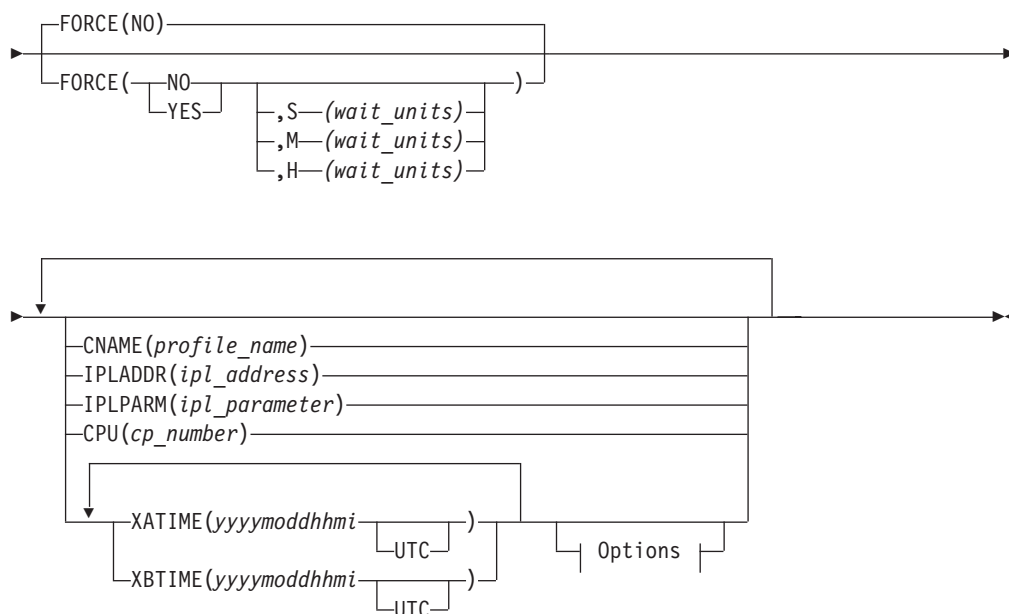 FORCE(NO)
FORCE( NO )
YES ,S (wait_units)
,M (wait_units)
,H (wait_units)
CNAME(profile_name)
IPLADDR(ipl_address)
IPLPARM(ipl_parameter)
CPU(cp_number)
XATIME(yyyymoddhhmi )
UTC Options
XBTIME(yyyymoddhhmi )
UTC